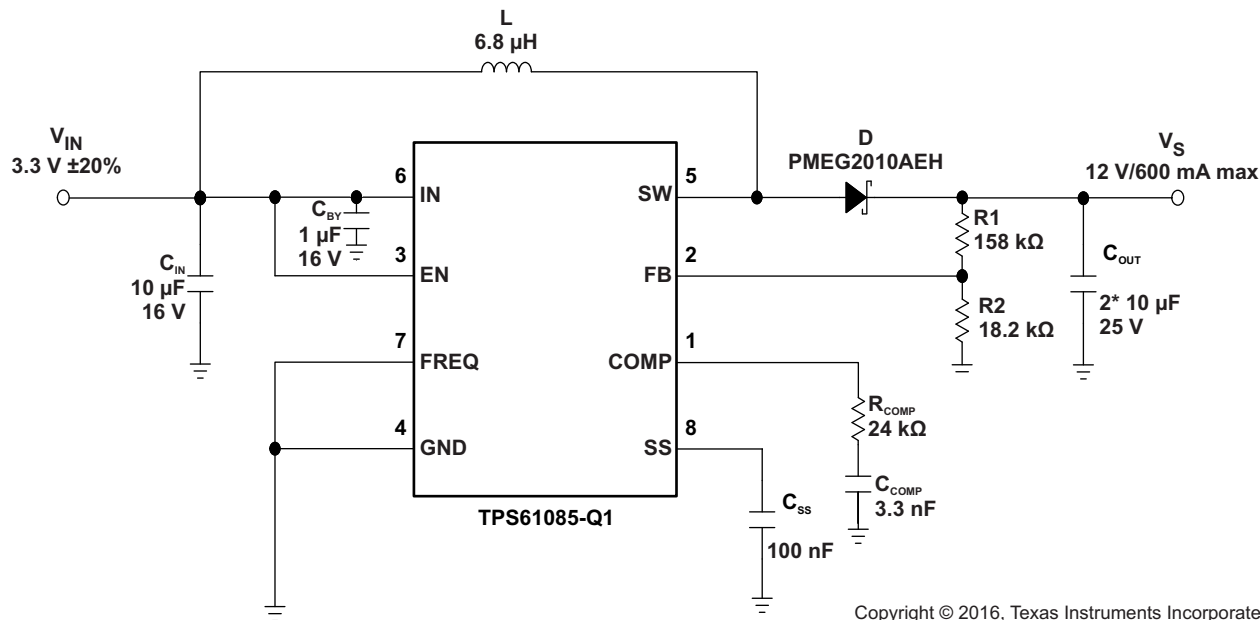 L
6.8 µH
V_IN
3.3 V ±20%
D
PMEG2010AEH
V_S
12 V/600 mA max
6
IN
SW
5
C_BY
1 µF
16 V
R1
158 kΩ
C_IN
10 µF
16 V
3
EN
FB
2
C_OUT
2* 10 µF
25 V
R2
18.2 kΩ
7
FREQ
COMP
1
R_COMP
24 kΩ
4
GND
SS
8
C_COMP
3.3 nF
C_SS
100 nF
TPS61085-Q1
Copyright © 2016, Texas Instruments Incorporate